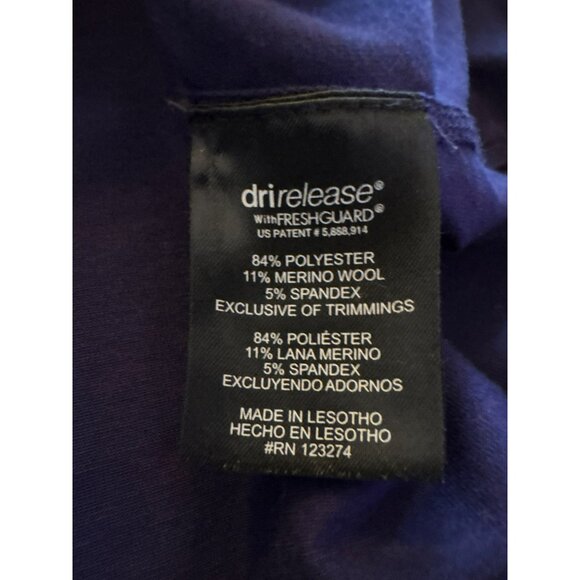 drirelease®
With FRESHGUARD®
US PATENT # 5,888,914
84% POLYESTER
11% MERINO WOOL
5% SPANDEX
EXCLUSIVE OF TRIMMINGS
84% POLIÉSTER
11% LANA MERINO
5% SPANDEX
EXCLUYENDO ADORNOS
MADE IN LESOTHO
HECHO EN LESOTHO
#RN 123274